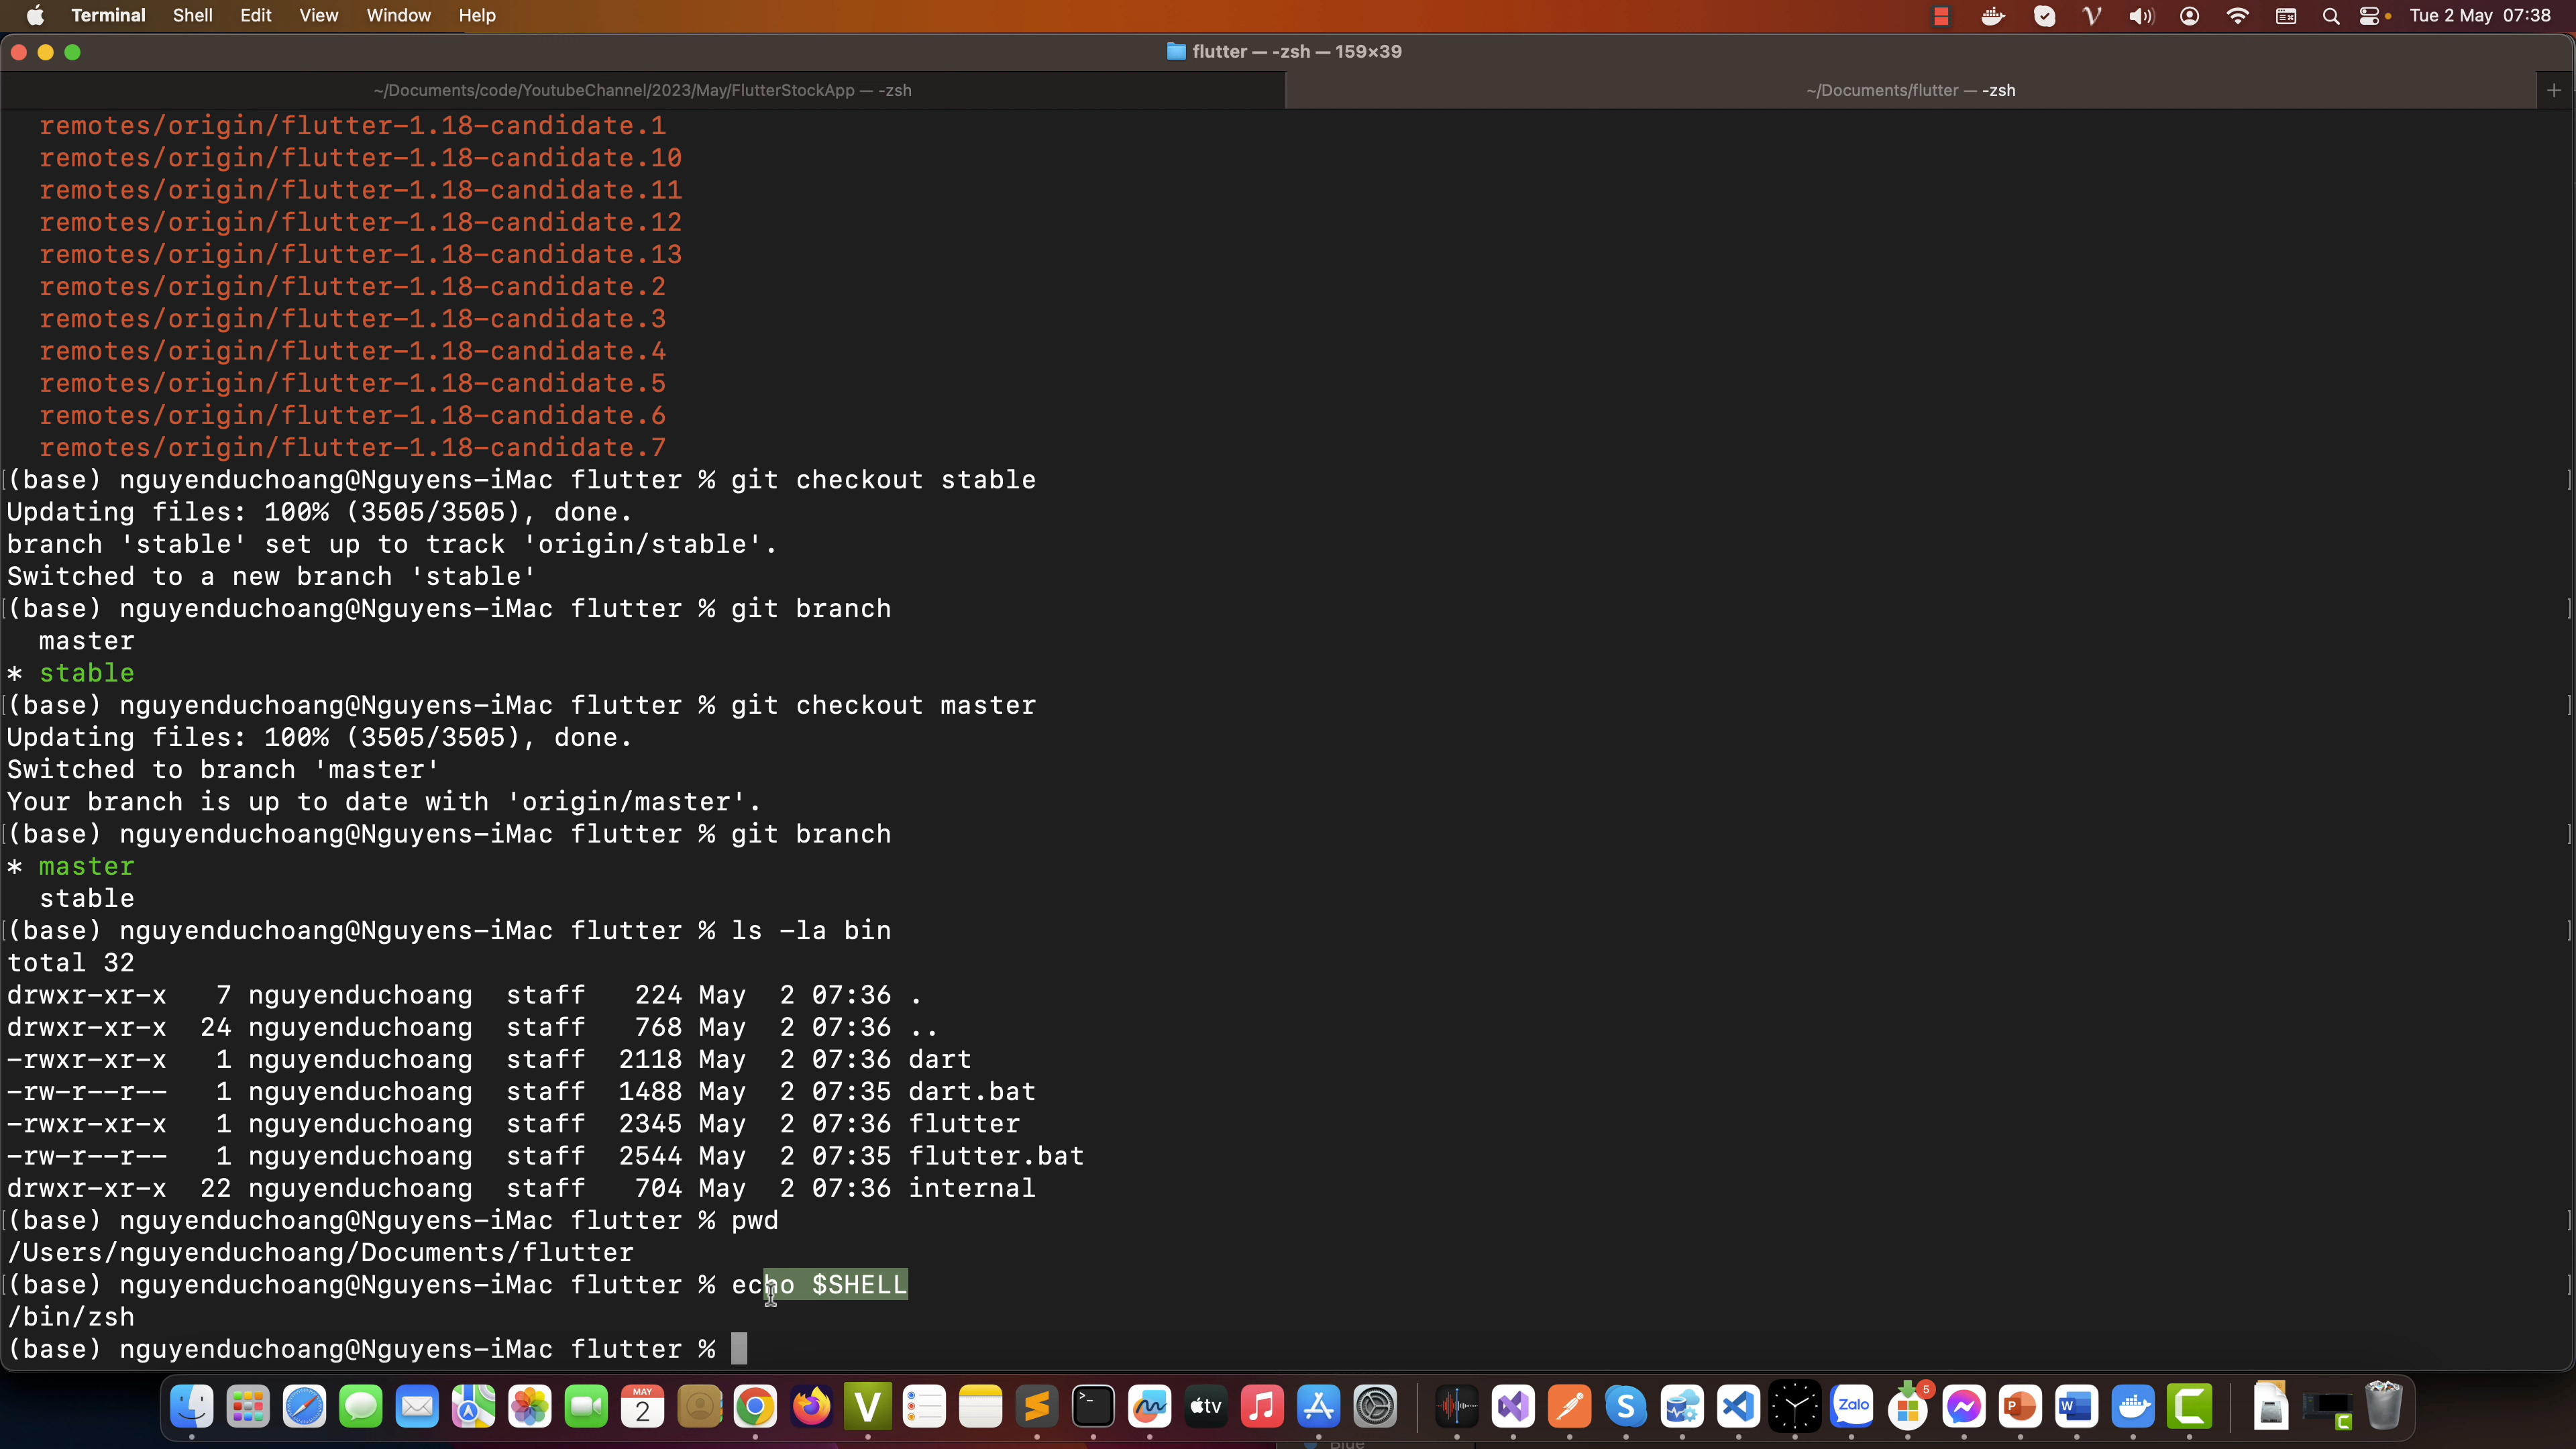 Terminal Shell Edit View Window Help Tue 2 May 07:38
flutter — -zsh — 159×39
~/Documents/code/YoutubeChannel/2023/May/FlutterStockApp — -zsh
~/Documents/flutter — -zsh
remotes/origin/flutter-1.18-candidate.1
remotes/origin/flutter-1.18-candidate.10
remotes/origin/flutter-1.18-candidate.11
remotes/origin/flutter-1.18-candidate.12
remotes/origin/flutter-1.18-candidate.13
remotes/origin/flutter-1.18-candidate.2
remotes/origin/flutter-1.18-candidate.3
remotes/origin/flutter-1.18-candidate.4
remotes/origin/flutter-1.18-candidate.5
remotes/origin/flutter-1.18-candidate.6
remotes/origin/flutter-1.18-candidate.7
[(base) nguyenduchoang@Nguyens-iMac flutter % git checkout stable ]
Updating files: 100% (3505/3505), done.
branch 'stable' set up to track 'origin/stable'.
Switched to a new branch 'stable'
[(base) nguyenduchoang@Nguyens-iMac flutter % git branch ]
master
* stable
[(base) nguyenduchoang@Nguyens-iMac flutter % git checkout master ]
Updating files: 100% (3505/3505), done.
Switched to branch 'master'
Your branch is up to date with 'origin/master'.
[(base) nguyenduchoang@Nguyens-iMac flutter % git branch ]
* master
stable
[(base) nguyenduchoang@Nguyens-iMac flutter % ls -la bin ]
total 32
drwxr-xr-x 7 nguyenduchoang staff 224 May 2 07:36 .
drwxr-xr-x 24 nguyenduchoang staff 768 May 2 07:36 ..
-rwxr-xr-x 1 nguyenduchoang staff 2118 May 2 07:36 dart
-rw-r--r-- 1 nguyenduchoang staff 1488 May 2 07:35 dart.bat
-rwxr-xr-x 1 nguyenduchoang staff 2345 May 2 07:36 flutter
-rw-r--r-- 1 nguyenduchoang staff 2544 May 2 07:35 flutter.bat
drwxr-xr-x 22 nguyenduchoang staff 704 May 2 07:36 internal
[(base) nguyenduchoang@Nguyens-iMac flutter % pwd ]
/Users/nguyenduchoang/Documents/flutter
[(base) nguyenduchoang@Nguyens-iMac flutter % echo $SHELL ]
/bin/zsh
(base) nguyenduchoang@Nguyens-iMac flutter %
MAY
2
tv
Zalo
5